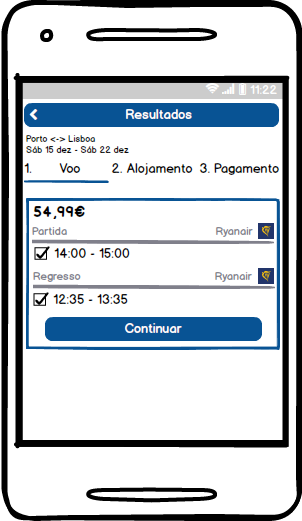 11:22
Resultados
Porto <-> Lisboa
Sáb 15 dez - Sáb 22 dez
1. Voo 2. Alojamento 3. Pagamento
54,99€
Partida Ryanair
14:00 - 15:00
Regresso Ryanair
12:35 - 13:35
Continuar